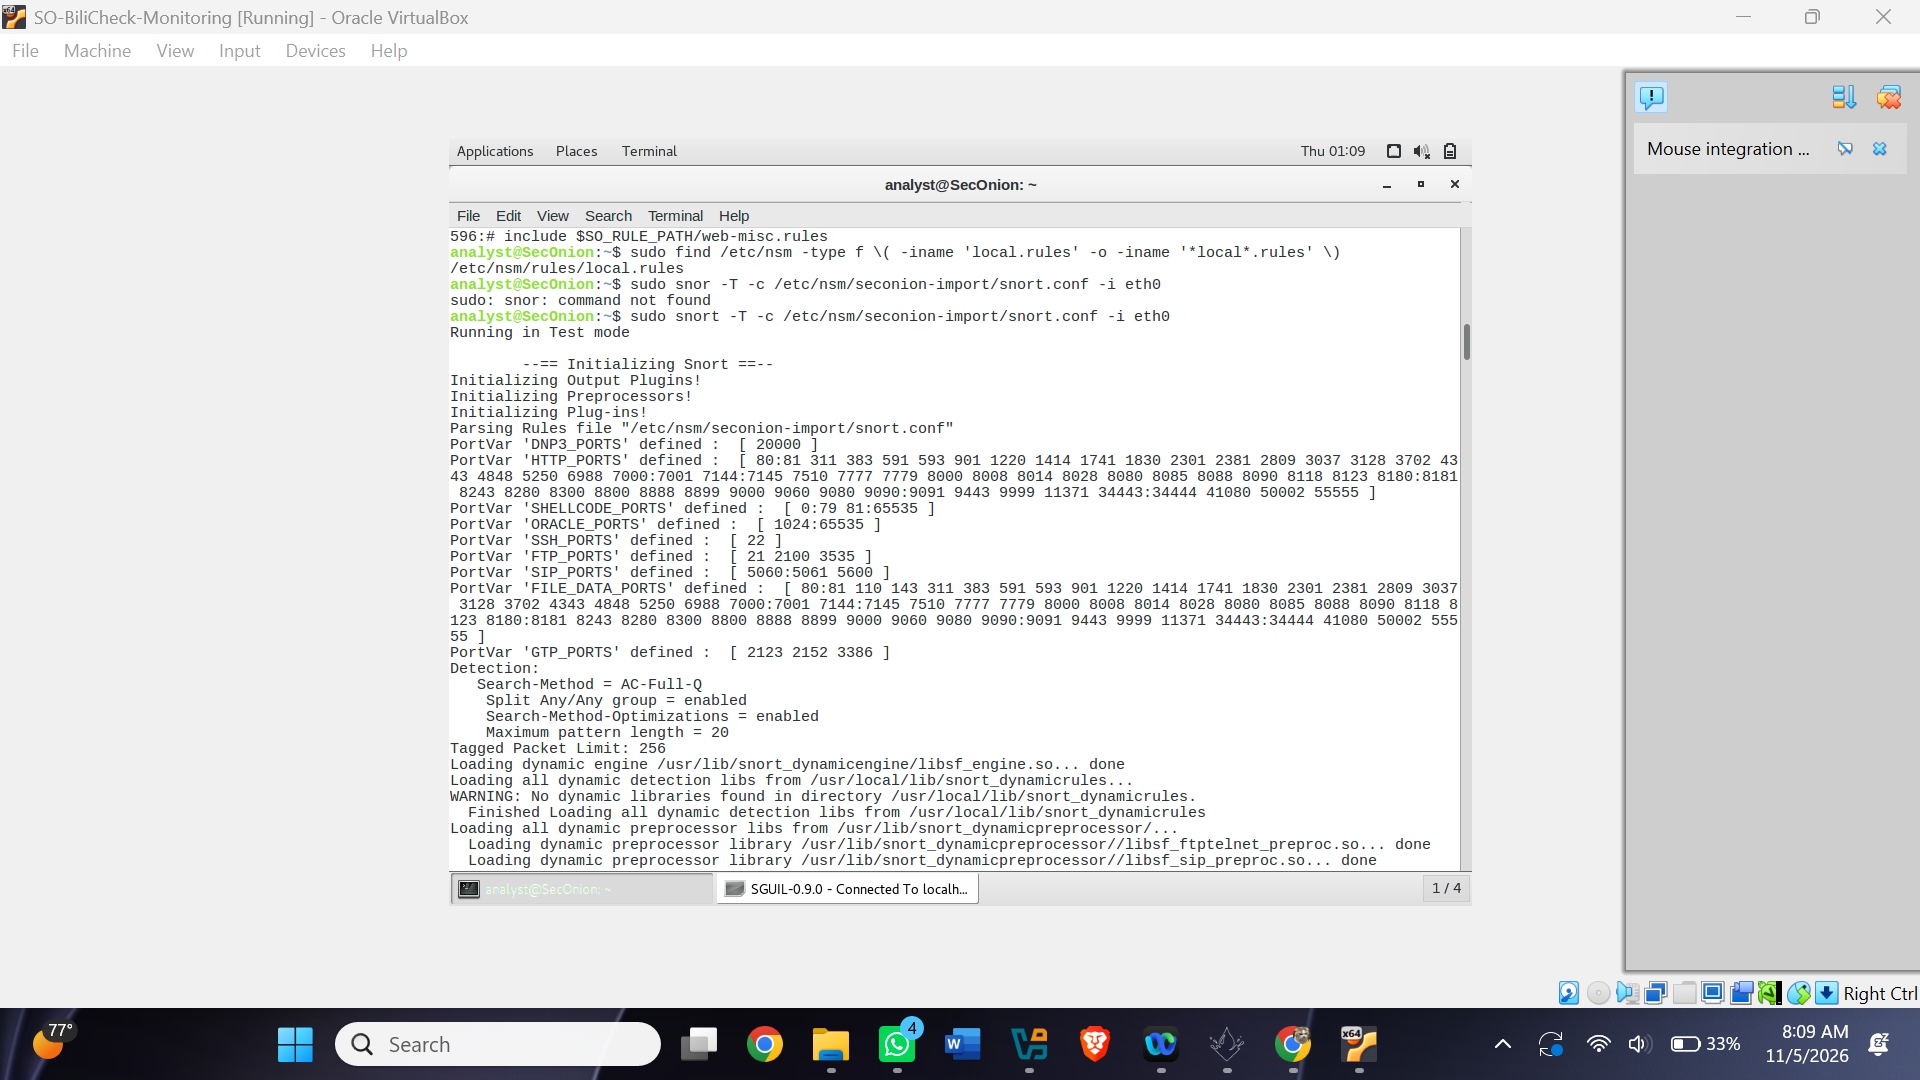 SO-BiliCheck-Monitoring [Running] - Oracle VirtualBox
File Machine View Input Devices Help
Mouse integration ...
Applications Places Terminal Thu 01:09
analyst@SecOnion: ~
File Edit View Search Terminal Help
596:# include $SO_RULE_PATH/web-misc.rules
analyst@SecOnion:~$ sudo find /etc/nsm -type f \( -iname 'local.rules' -o -iname '*local*.rules' \)
/etc/nsm/rules/local.rules
analyst@SecOnion:~$ sudo snor -T -c /etc/nsm/seconion-import/snort.conf -i eth0
sudo: snor: command not found
analyst@SecOnion:~$ sudo snort -T -c /etc/nsm/seconion-import/snort.conf -i eth0
Running in Test mode
--== Initializing Snort ==--
Initializing Output Plugins!
Initializing Preprocessors!
Initializing Plug-ins!
Parsing Rules file "/etc/nsm/seconion-import/snort.conf"
PortVar 'DNP3_PORTS' defined :  [ 20000 ]
PortVar 'HTTP_PORTS' defined :  [ 80:81 311 383 591 593 901 1220 1414 1741 1830 2301 2381 2809 3037 3128 3702 43
43 4848 5250 6988 7000:7001 7144:7145 7510 7777 7779 8000 8008 8014 8028 8080 8085 8088 8090 8118 8123 8180:8181
8243 8280 8300 8800 8888 8899 9000 9060 9080 9090:9091 9443 9999 11371 34443:34444 41080 50002 55555 ]
PortVar 'SHELLCODE_PORTS' defined :  [ 0:79 81:65535 ]
PortVar 'ORACLE_PORTS' defined :  [ 1024:65535 ]
PortVar 'SSH_PORTS' defined :  [ 22 ]
PortVar 'FTP_PORTS' defined :  [ 21 2100 3535 ]
PortVar 'SIP_PORTS' defined :  [ 5060:5061 5600 ]
PortVar 'FILE_DATA_PORTS' defined :  [ 80:81 110 143 311 383 591 593 901 1220 1414 1741 1830 2301 2381 2809 3037
3128 3702 4343 4848 5250 6988 7000:7001 7144:7145 7510 7777 7779 8000 8008 8014 8028 8080 8085 8088 8090 8118 8
123 8180:8181 8243 8280 8300 8800 8888 8899 9000 9060 9080 9090:9091 9443 9999 11371 34443:34444 41080 50002 555
55 ]
PortVar 'GTP_PORTS' defined :  [ 2123 2152 3386 ]
Detection:
Search-Method = AC-Full-Q
Split Any/Any group = enabled
Search-Method-Optimizations = enabled
Maximum pattern length = 20
Tagged Packet Limit: 256
Loading dynamic engine /usr/lib/snort_dynamicengine/libsf_engine.so... done
Loading all dynamic detection libs from /usr/local/lib/snort_dynamicrules...
WARNING: No dynamic libraries found in directory /usr/local/lib/snort_dynamicrules.
Finished Loading all dynamic detection libs from /usr/local/lib/snort_dynamicrules
Loading all dynamic preprocessor libs from /usr/lib/snort_dynamicpreprocessor/...
Loading dynamic preprocessor library /usr/lib/snort_dynamicpreprocessor//libsf_ftptelnet_preproc.so... done
Loading dynamic preprocessor library /usr/lib/snort_dynamicpreprocessor//libsf_sip_preproc.so... done
analyst@SecOnion: ~ SGUIL-0.9.0 - Connected To localh... 1 / 4
Right Ctrl
77° Search 4 W x64 33% 8:09 AM
11/5/2026